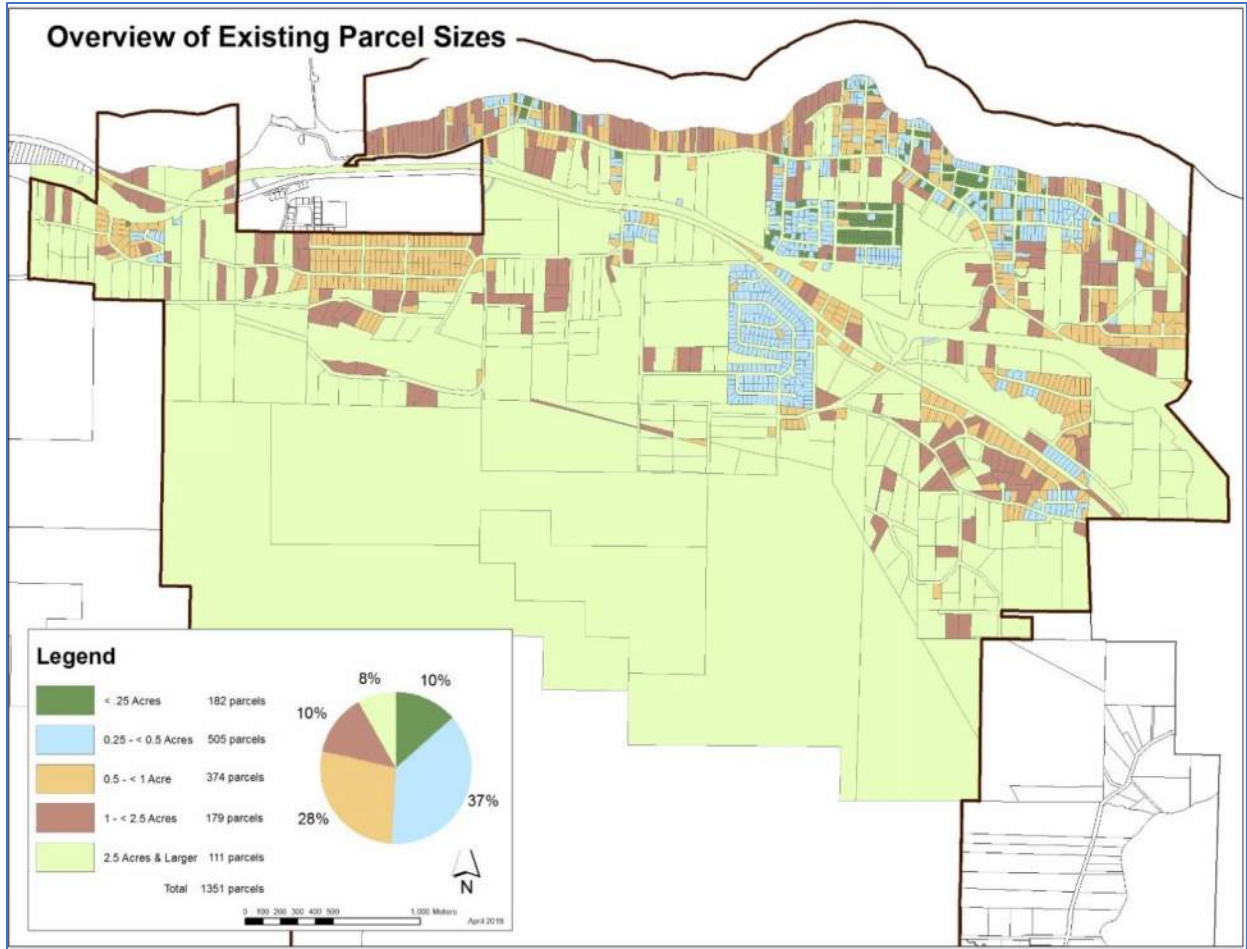 Overview of Existing Parcel Sizes
Legend
< .25 Acres 182 parcels
0.25 - < 0.5 Acres 505 parcels
0.5 - < 1 Acre 374 parcels
1 - < 2.5 Acres 179 parcels
2.5 Acres & Larger 111 parcels
Total 1351 parcels
8% 10%
10%
37%
28%
N
0 100 200 300 400 500 1,000 Meters
April 2018